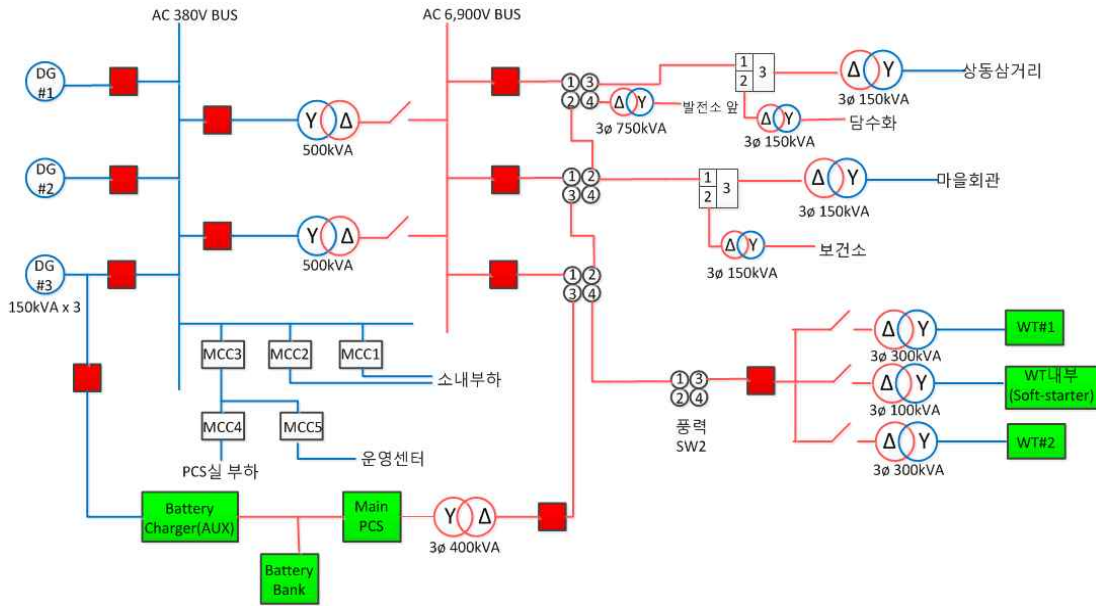 AC 380V BUS
AC 6,900V BUS
DG
#1
DG
#2
DG
#3
150kVA x 3
Y Δ
500kVA
Y Δ
500kVA
1 3
2 4
Δ Y
3ø 750kVA
발전소 앞
1
2
3
Δ Y
3ø 150kVA
상동삼거리
Δ Y
3ø 150kVA
담수화
1 2
3 4
1
2
3
Δ Y
3ø 150kVA
마을회관
Δ Y
3ø 150kVA
보건소
1 2
3 4
MCC3
MCC2
MCC1
소내부하
MCC4
MCC5
PCS실 부하
운영센터
1 3
2 4
풍력
SW2
Δ Y
3ø 300kVA
WT#1
Δ Y
3ø 100kVA
WT내부
(Soft-starter)
Δ Y
3ø 300kVA
WT#2
Battery
Charger(AUX)
Main
PCS
Y Δ
3ø 400kVA
Battery
Bank